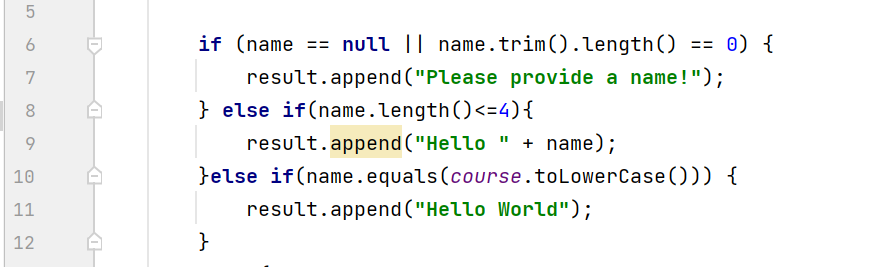 5
6 if (name == null || name.trim().length() == 0) {
7 result.append("Please provide a name!");
8 } else if(name.length()<=4){
9 result.append("Hello " + name);
10 }else if(name.equals(course.toLowerCase())) {
11 result.append("Hello World");
12 }